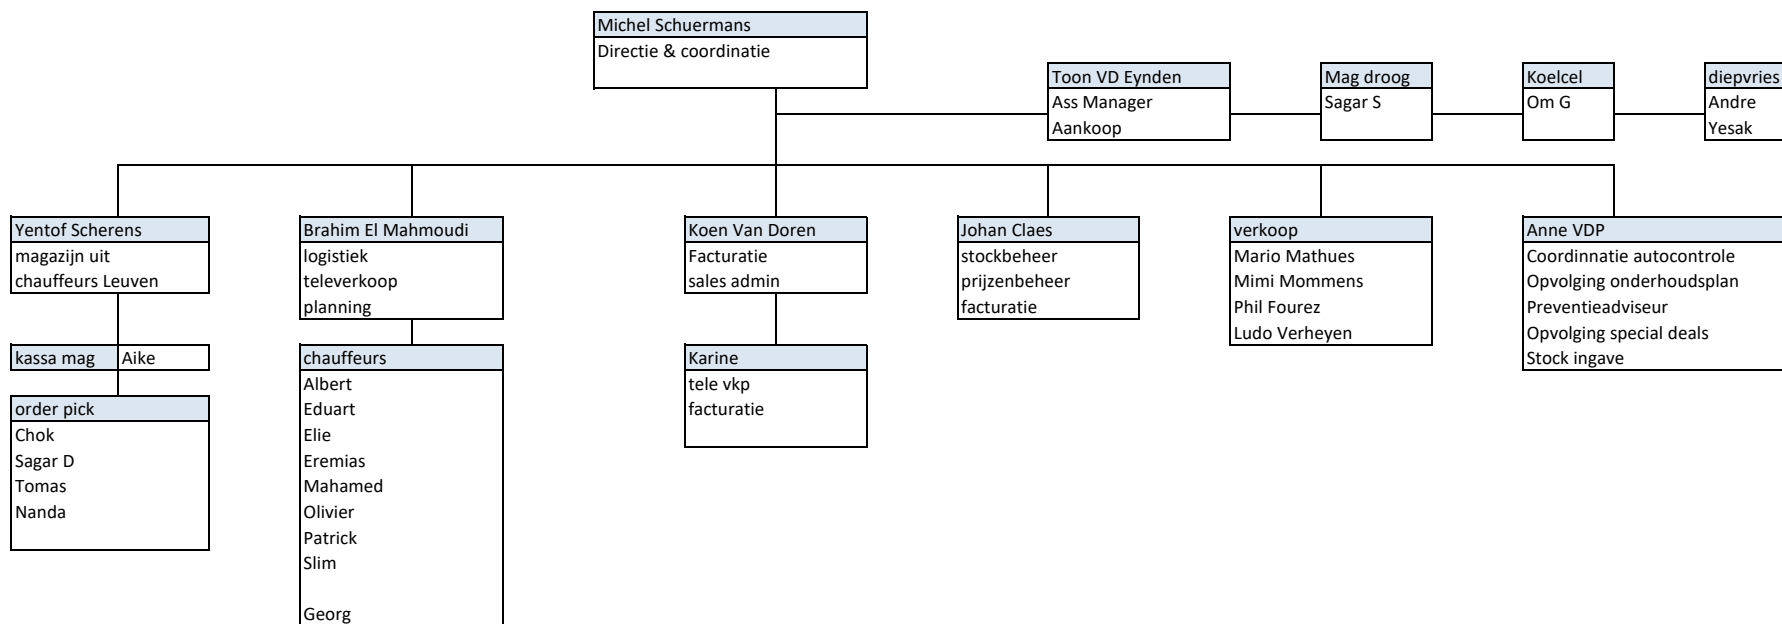 Michel Schuermans
Directie & coordinatie
Toon VD Eynden
Ass Manager
Aankoop
Mag droog
Sagar S
Koelcel
Om G
diepvries
Andre
Yesak
Yentof Scherens
magazijn uit
chauffeurs Leuven
kassa mag Aike
order pick
Chok
Sagar D
Tomas
Nanda
Brahim El Mahmoudi
logistiek
televerkoop
planning
chauffeurs
Albert
Eduart
Elie
Eremias
Mahamed
Olivier
Patrick
Slim
Georg
Koen Van Doren
Facturatie
sales admin
Karine
tele vkp
facturatie
Johan Claes
stockbeheer
prijzenbeheer
facturatie
verkoop
Mario Mathues
Mimi Mommens
Phil Fourez
Ludo Verheyen
Anne VDP
Coordinnatie autocontrole
Opvolging onderhoudsplan
Preventieadviseur
Opvolging special deals
Stock ingave